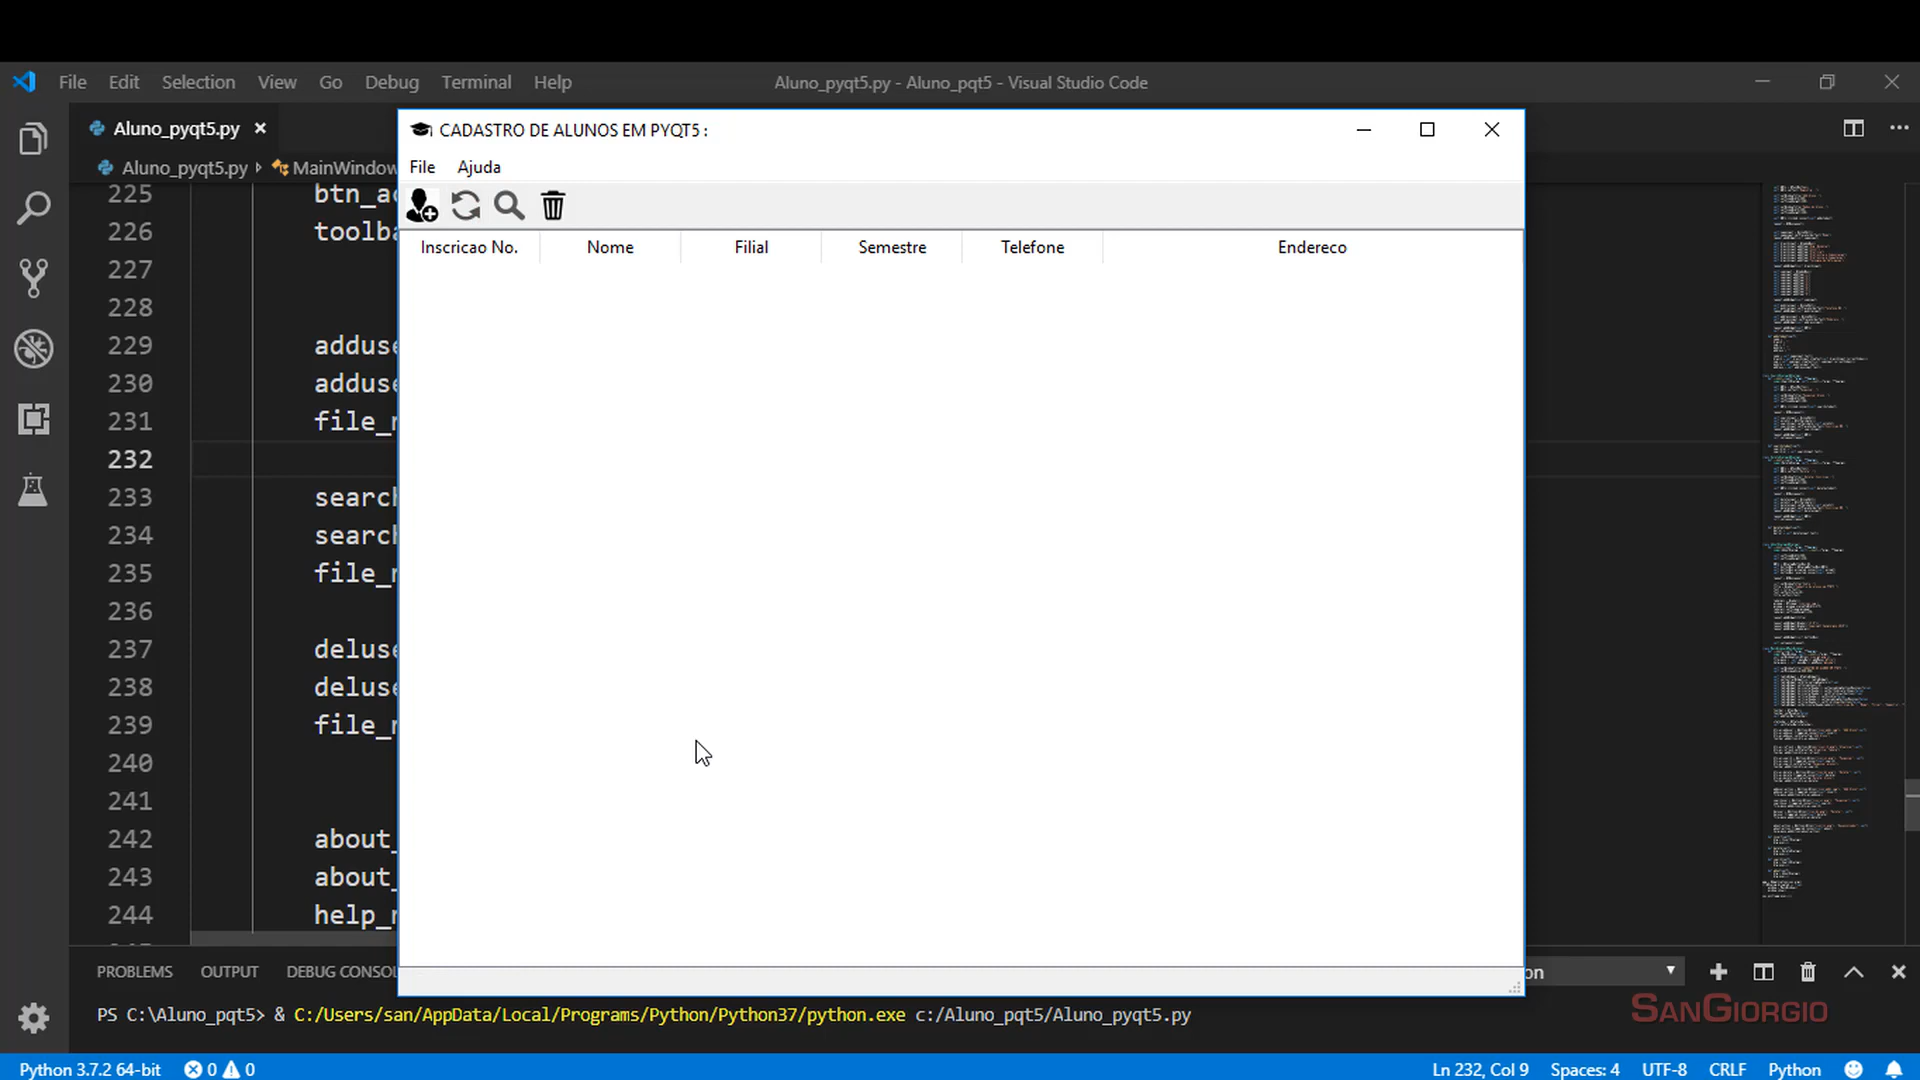 File Edit Selection View Go Debug Terminal Help
Aluno_pyqt5.py - Aluno_pqt5 - Visual Studio Code
Aluno_pyqt5.py
Aluno_pyqt5.py MainWindow
CADASTRO DE ALUNOS EM PYQT5 :
File Ajuda
Inscricao No. Nome Filial Semestre Telefone Endereco
225 btn_a
226 toolb
227
228
229 adduse
230 adduse
231 file_
232
233 search
234 search
235 file_
236
237 deluse
238 deluse
239 file_
240
241
242 about_
243 about_
244 help_
PROBLEMS OUTPUT DEBUG CONSOL
on
PS C:\Aluno_pqt5> & C:/Users/san/AppData/Local/Programs/Python/Python37/python.exe c:/Aluno_pqt5/Aluno_pyqt5.py
SANGIORGIO
Python 3.7.2 64-bit 0 0 Ln 232, Col 9 Spaces: 4 UTF-8 CRLF Python